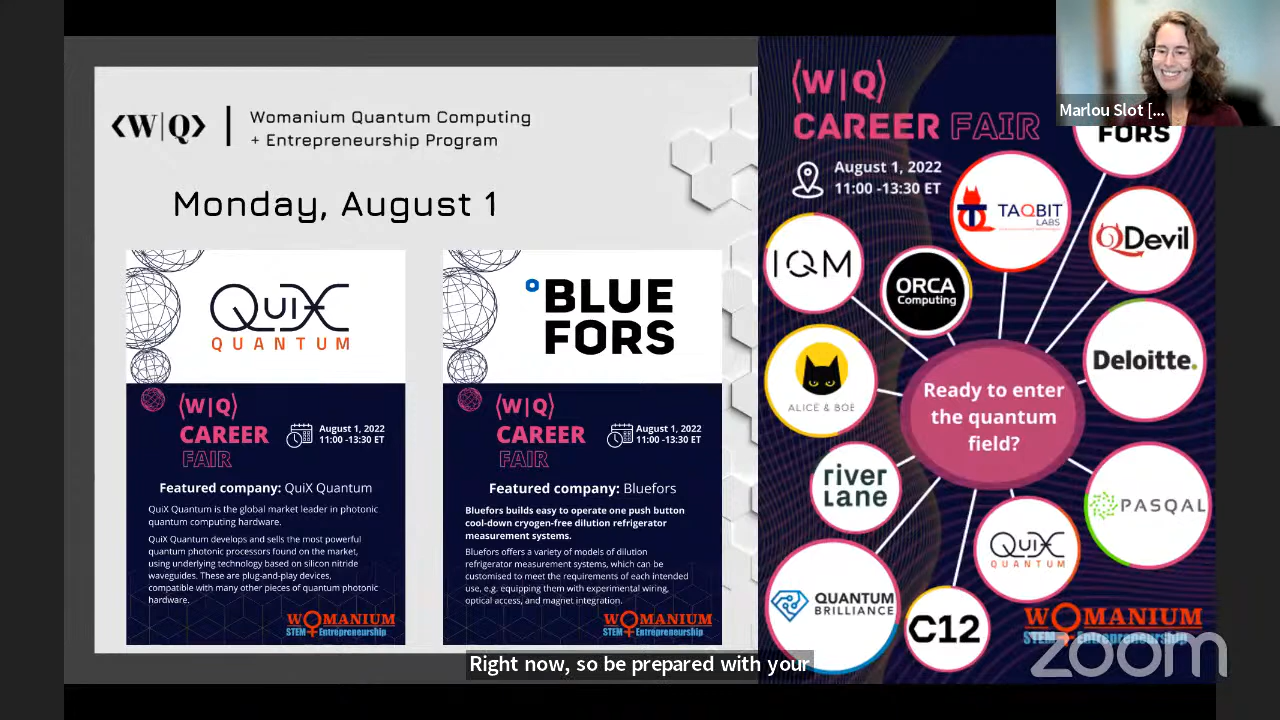 ⟨W|Q⟩
Womanium Quantum Computing
+ Entrepreneurship Program
Monday, August 1
QUIX
QUANTUM
⟨W|Q⟩
CAREER
FAIR
August 1, 2022
11:00 -13:30 ET
Featured company: QuiX Quantum
QuiX Quantum is the global market leader in photonic
quantum computing hardware.
QuiX Quantum develops and sells the most powerful
quantum photonic processors found on the market,
using underlying technology based on silicon nitride
waveguides. These are plug-and-play devices,
compatible with many other pieces of quantum photonic
hardware.
WOMANIUM
STEM+Entrepreneurship
BLUE
FORS
⟨W|Q⟩
CAREER
FAIR
August 1, 2022
11:00 -13:30 ET
Featured company: Bluefors
Bluefors builds easy to operate one push button
cool-down cryogen-free dilution refrigerator
measurement systems.
Bluefors offers a variety of models of dilution
refrigerator measurement systems, which can be
customised to meet the requirements of each intended
use, e.g. equipping them with experimental wiring,
optical access, and magnet integration.
WOMANIUM
STEM+Entrepreneurship
⟨W|Q⟩
CAREER FAIR
August 1, 2022
11:00 -13:30 ET
FORS
TAQBIT
LABS
QDevil
IQM
ORCA
Computing
ALICE & BOB
Deloitte.
Ready to enter
the quantum
field?
river
Lane
PASQAL
QUIX
QUANTUM
QUANTUM
BRILLIANCE
C12
WOMANIUM
STEM+Entrepreneurship
zoom
Marlou Slot [...
Right now, so be prepared with your